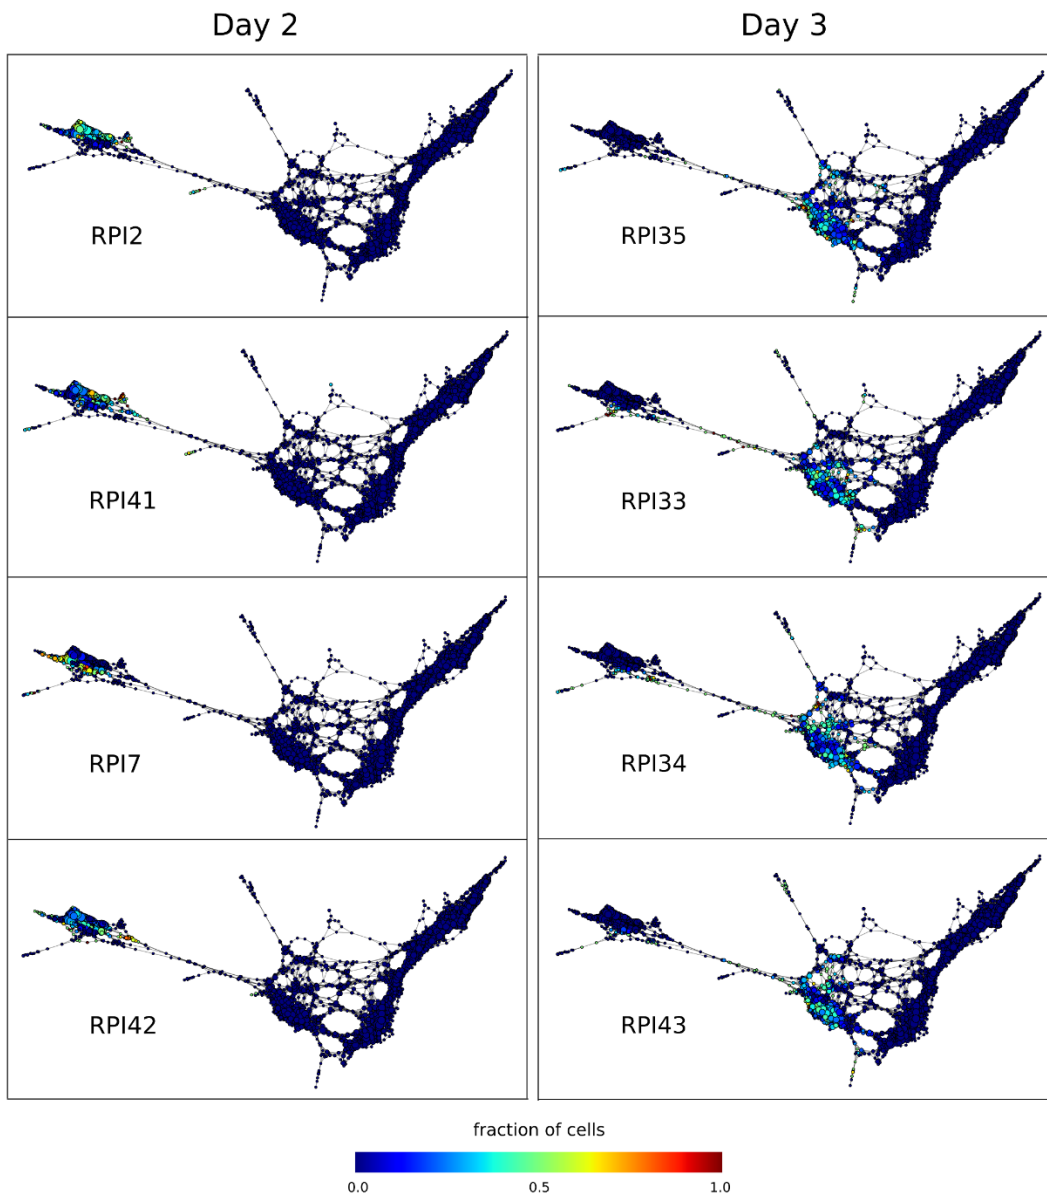 Day 2
Day 3
RPI2
RPI35
RPI41
RPI33
RPI7
RPI34
RPI42
RPI43
fraction of cells
0.0
0.5
1.0